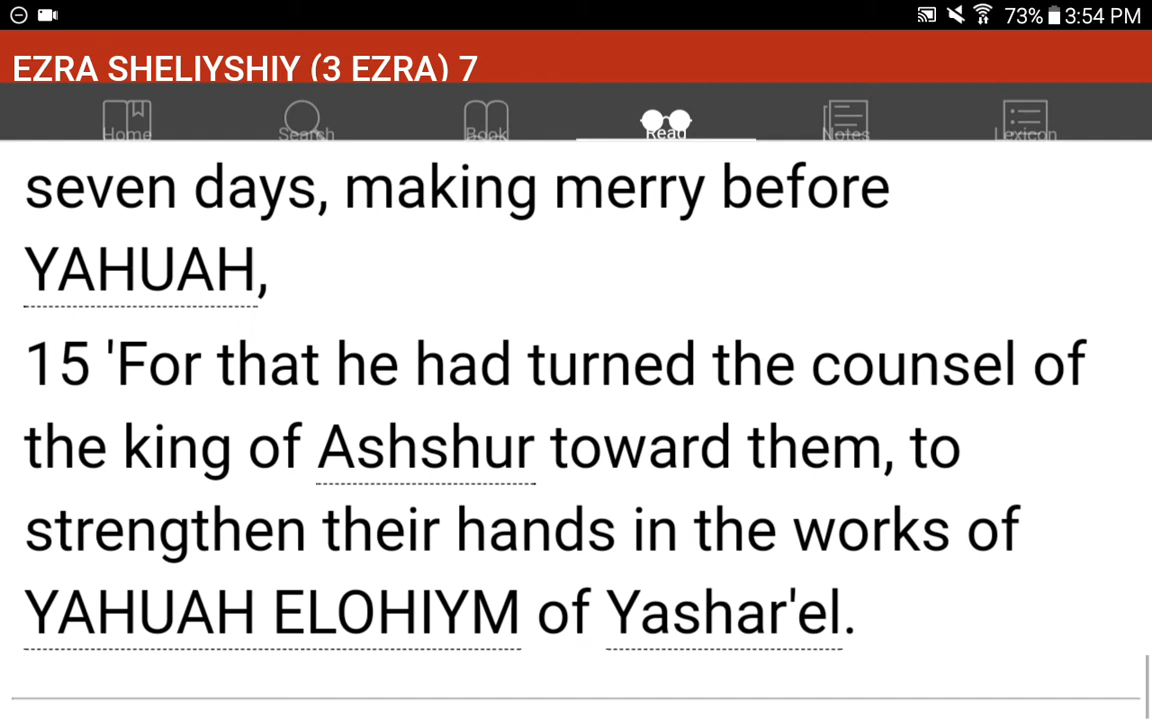 73% 3:54 PM
EZRA SHELIYSHIY (3 EZRA) 7
Home Search Book Read Notes Lexicon
seven days, making merry before
YAHUAH,
15 'For that he had turned the counsel of
the king of Ashshur toward them, to
strengthen their hands in the works of
YAHUAH ELOHIYM of Yashar'el.